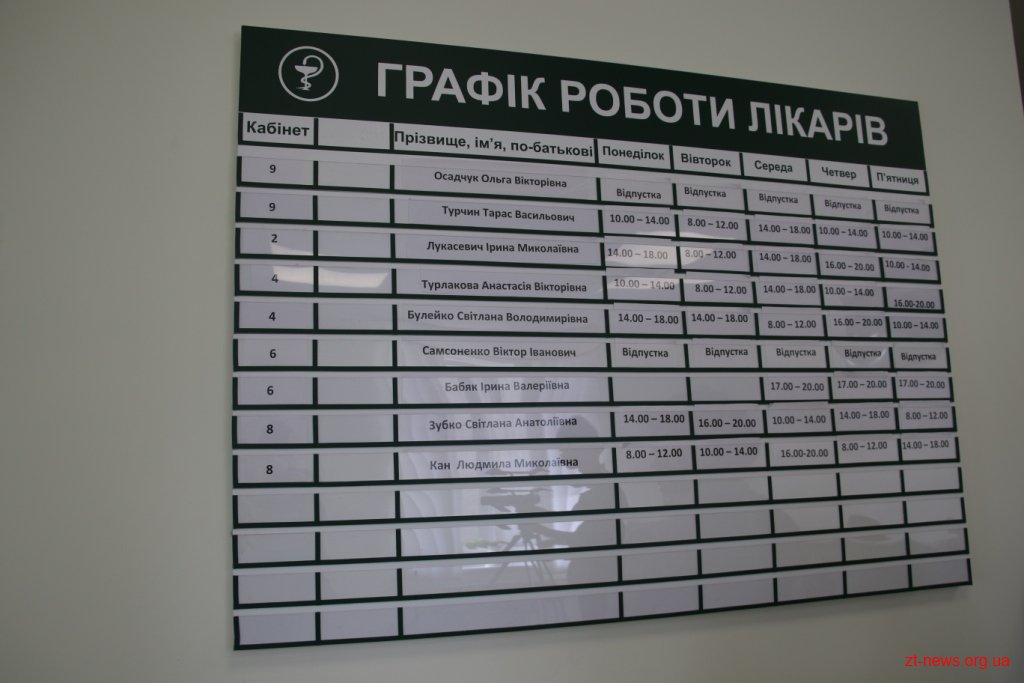 ГРАФІК РОБОТИ ЛІКАРІВ
Кабінет Прізвище, ім'я, по-батькові Понеділок Вівторок Середа Четвер П'ятниця
9 Осадчук Ольга Вікторівна Відпустка Відпустка Відпустка Відпустка Відпустка
9 Турчин Тарас Васильович 10.00 – 14.00 8.00 – 12.00 14.00 – 18.00 10.00 – 14.00 10.00 – 14.00
2 Лукасевич Ірина Миколаївна 14.00 – 18.00 8.00 – 12.00 14.00 – 18.00 16.00 – 20.00 10.00 - 14.00
4 Турлакова Анастасія Вікторівна 10.00 – 14.00 8.00 – 12.00 14.00 – 18.00 10.00 – 14.00 16.00-20.00
4 Булейко Світлана Володимирівна 14.00 – 18.00 14.00 – 18.00 8.00 – 12.00 16.00 – 20.00 10.00 – 14.00
6 Самсоненко Віктор Іванович Відпустка Відпустка Відпустка Відпустка Відпустка
6 Бабяк Ірина Валеріївна 17.00 – 20.00 17.00 – 20.00 17.00 – 20.00
8 Зубко Світлана Анатоліївна 14.00 – 18.00 16.00 – 20.00 10.00 – 14.00 14.00 – 18.00 8.00 – 12.00
8 Кан Людмила Миколаївна 8.00 – 12.00 10.00 – 14.00 16.00-20.00 8.00 – 12.00 14.00 – 18.00
zt-news.org.ua